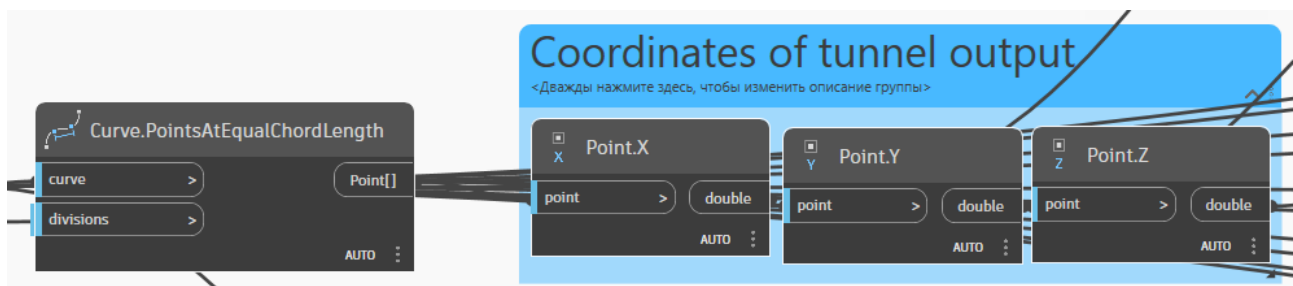 Coordinates of tunnel output
<Дважды нажмите здесь, чтобы изменить описание группы>
Curve.PointsAtEqualChordLength
curve >
Point[]
divisions >
AUTO
X
Point.X
point >
double
AUTO
Y
Point.Y
point >
double
AUTO
Z
Point.Z
point >
double
AUTO